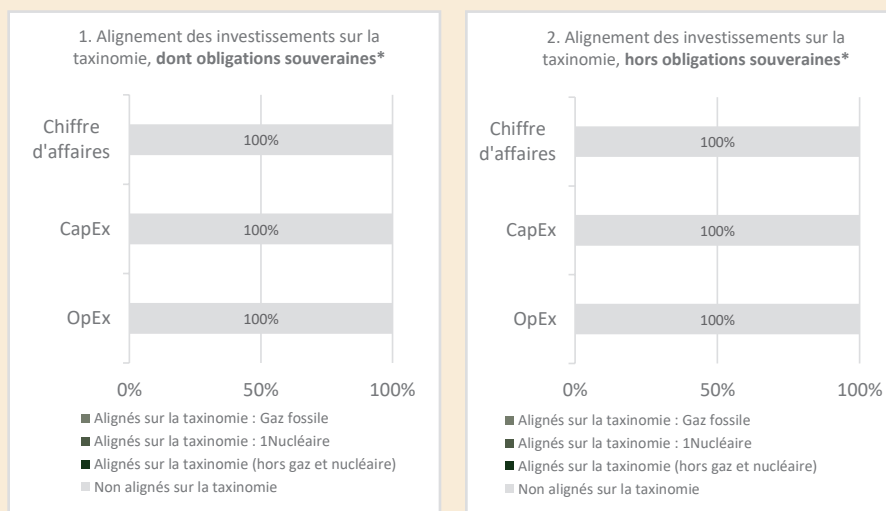 1. Alignement des investissements sur la
taxinomie, dont obligations souveraines*
Chiffre
d'affaires
100%
CapEx
100%
OpEx
100%
0%
50%
100%
Alignés sur la taxinomie : Gaz fossile
Alignés sur la taxinomie : 1Nucléaire
Alignés sur la taxinomie (hors gaz et nucléaire)
Non alignés sur la taxinomie
2. Alignement des investissements sur la
taxinomie, hors obligations souveraines*
Chiffre
d'affaires
100%
CapEx
100%
OpEx
100%
0%
50%
100%
Alignés sur la taxinomie : Gaz fossile
Alignés sur la taxinomie : 1Nucléaire
Alignés sur la taxinomie (hors gaz et nucléaire)
Non alignés sur la taxinomie